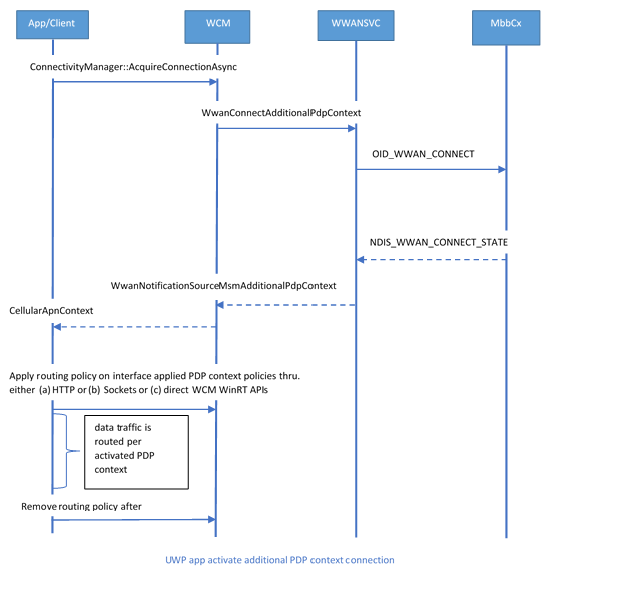 App/Client
WCM
WWANSVC
MbbCx
ConnectivityManager::AcquireConnectionAsync
WwanConnectAdditionalPdpContext
OID_WWAN_CONNECT
NDIS_WWAN_CONNECT_STATE
WwanNotificationSourceMsmAdditionalPdpContext
CellularApnContext
Apply routing policy on interface applied PDP context policies thru.
either (a) HTTP or (b) Sockets or (c) direct WCM WinRT APIs
data traffic is
routed per
activated PDP
context
Remove routing policy after
UWP app activate additional PDP context connection